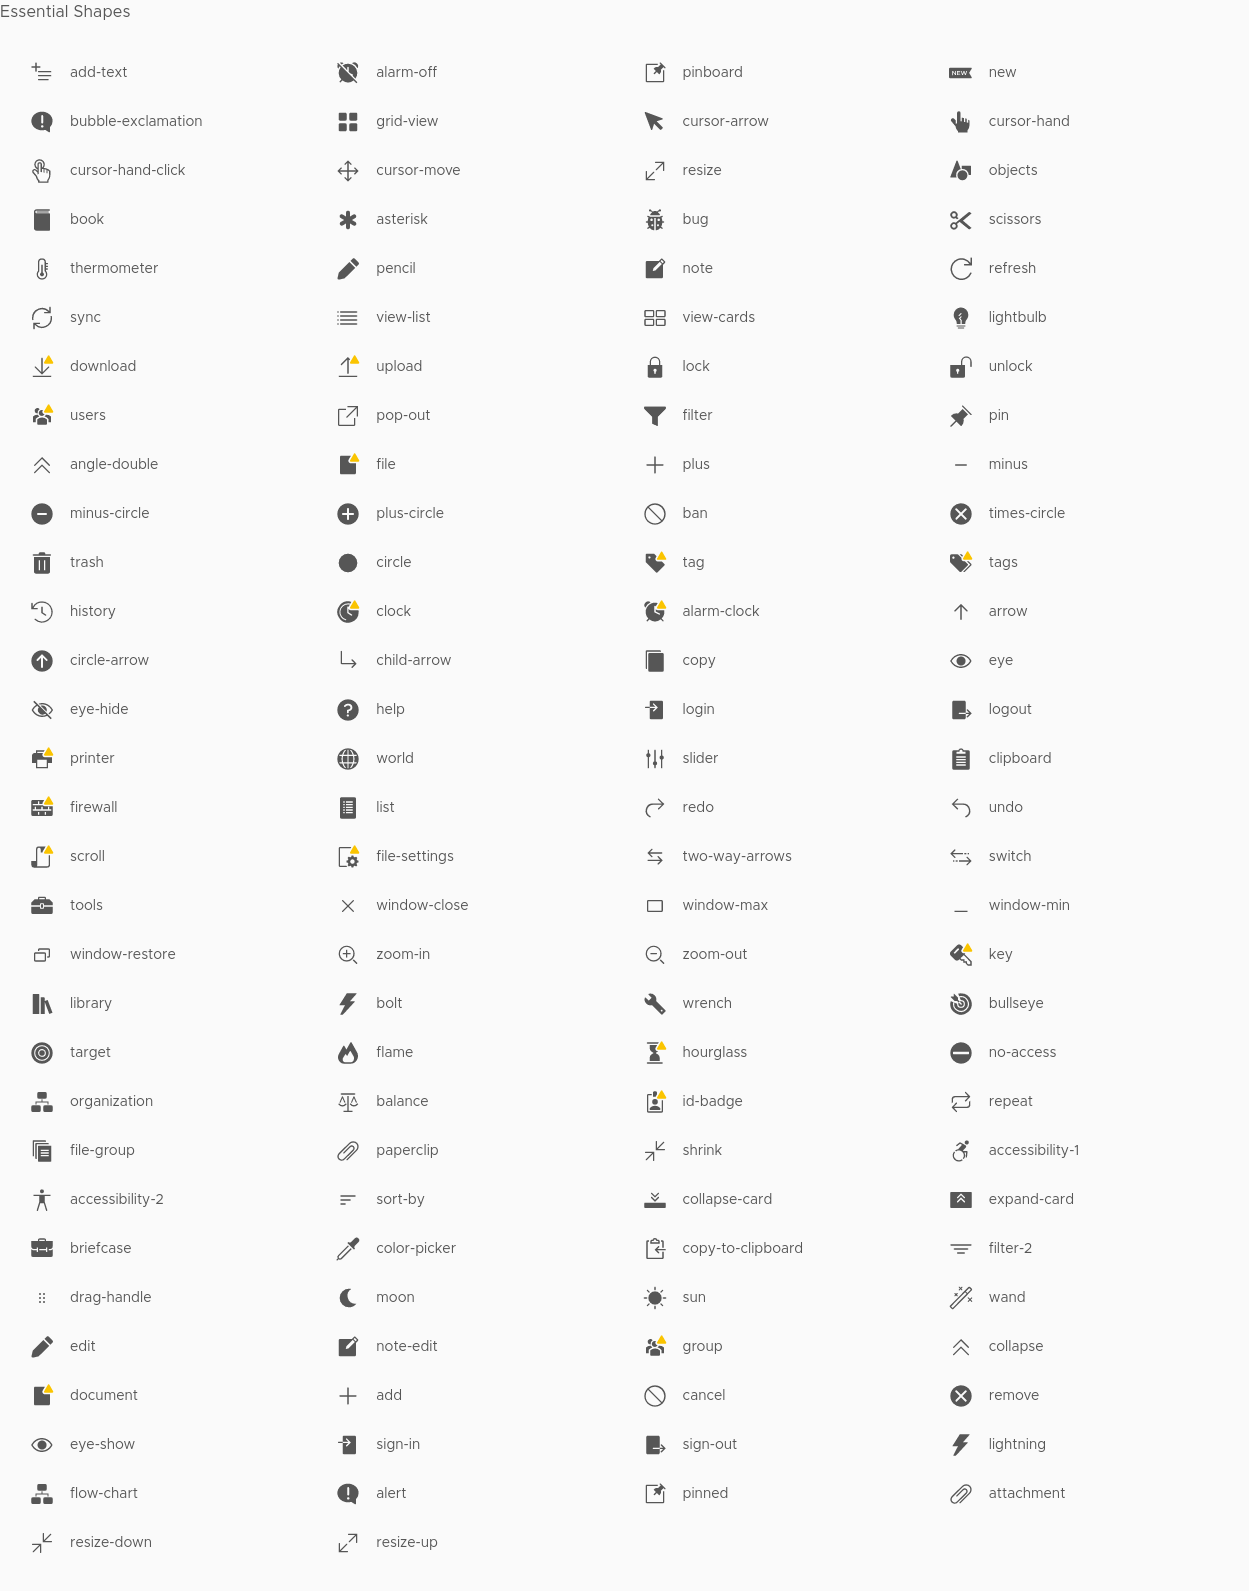 Essential Shapes
add-text alarm-off pinboard NEW new
bubble-exclamation grid-view cursor-arrow cursor-hand
cursor-hand-click cursor-move resize objects
book asterisk bug scissors
thermometer pencil note refresh
sync view-list view-cards lightbulb
download upload lock unlock
users pop-out filter pin
angle-double file plus minus
minus-circle plus-circle ban times-circle
trash circle tag tags
history clock alarm-clock arrow
circle-arrow child-arrow copy eye
eye-hide help login logout
printer world slider clipboard
firewall list redo undo
scroll file-settings two-way-arrows switch
tools window-close window-max window-min
window-restore zoom-in zoom-out key
library bolt wrench bullseye
target flame hourglass no-access
organization balance id-badge repeat
file-group paperclip shrink accessibility-1
accessibility-2 sort-by collapse-card expand-card
briefcase color-picker copy-to-clipboard filter-2
drag-handle moon sun wand
edit note-edit group collapse
document add cancel remove
eye-show sign-in sign-out lightning
flow-chart alert pinned attachment
resize-down resize-up